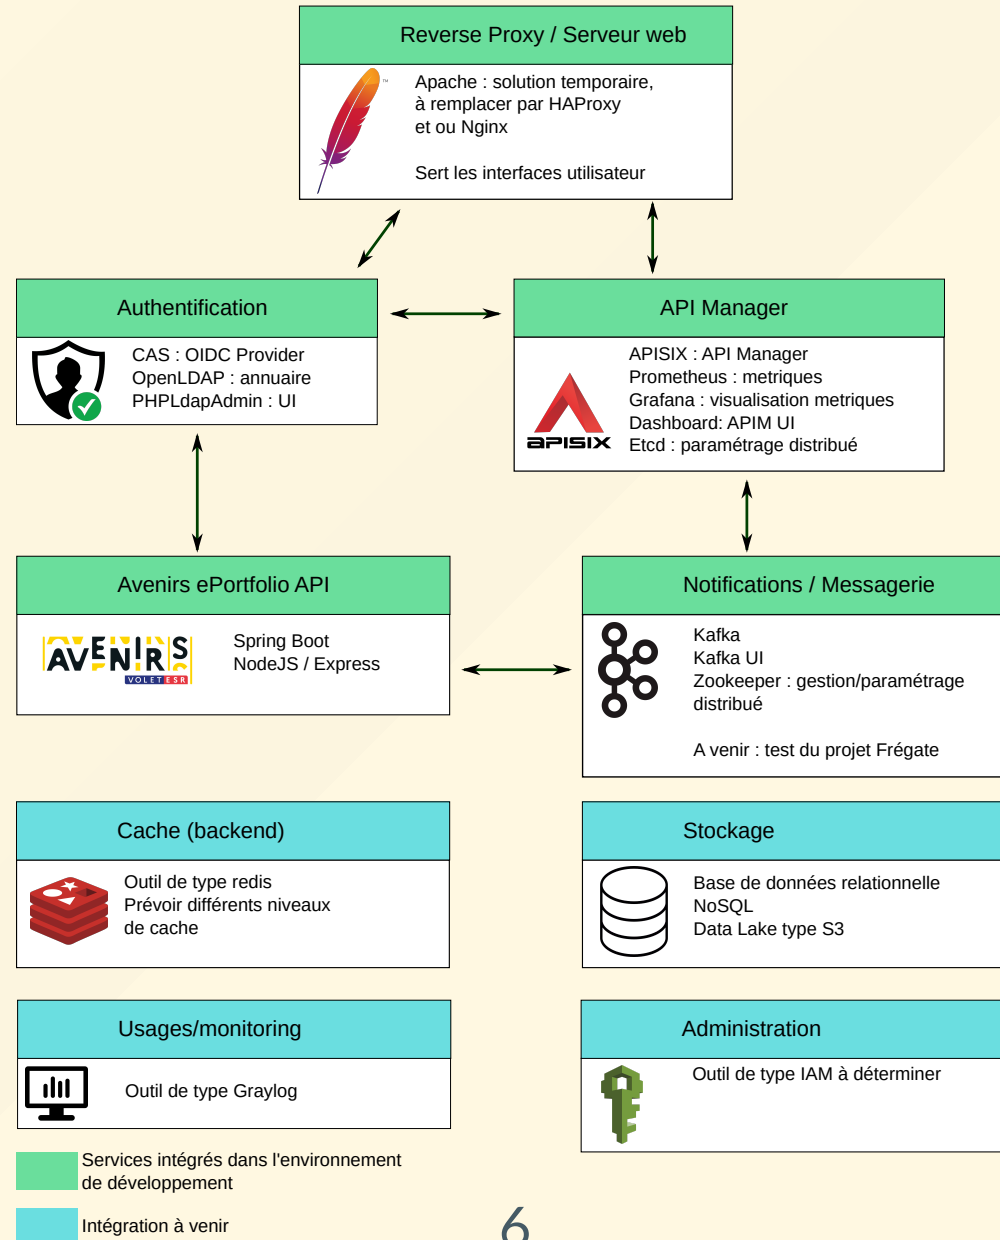 Reverse Proxy / Serveur web
Apache : solution temporaire,
à remplacer par HAProxy
et ou Nginx
Sert les interfaces utilisateur
TM
Authentification
CAS : OIDC Provider
OpenLDAP : annuaire
PHPLdapAdmin : UI
API Manager
APISIX : API Manager
Prometheus : metriques
Grafana : visualisation metriques
Dashboard: APIM UI
Etcd : paramétrage distribué
APISIX
Avenirs ePortfolio API
AVENIRS
VOLET ESR
Spring Boot
NodeJS / Express
Notifications / Messagerie
Kafka
Kafka UI
Zookeeper : gestion/paramétrage
distribué
A venir : test du projet Frégate
Cache (backend)
Outil de type redis
Prévoir différents niveaux
de cache
Stockage
Base de données relationnelle
NoSQL
Data Lake type S3
Usages/monitoring
Outil de type Graylog
Administration
Outil de type IAM à déterminer
Services intégrés dans l'environnement
de développement
Intégration à venir
6